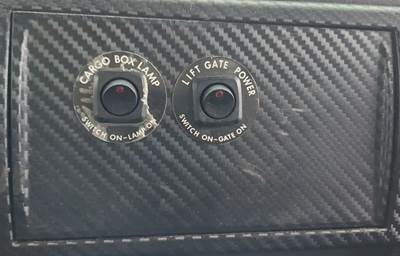 CARGO BOX LAMP
SWITCH ON-LAMP ON
LIFT GATE POWER
SWITCH ON-GATE ON